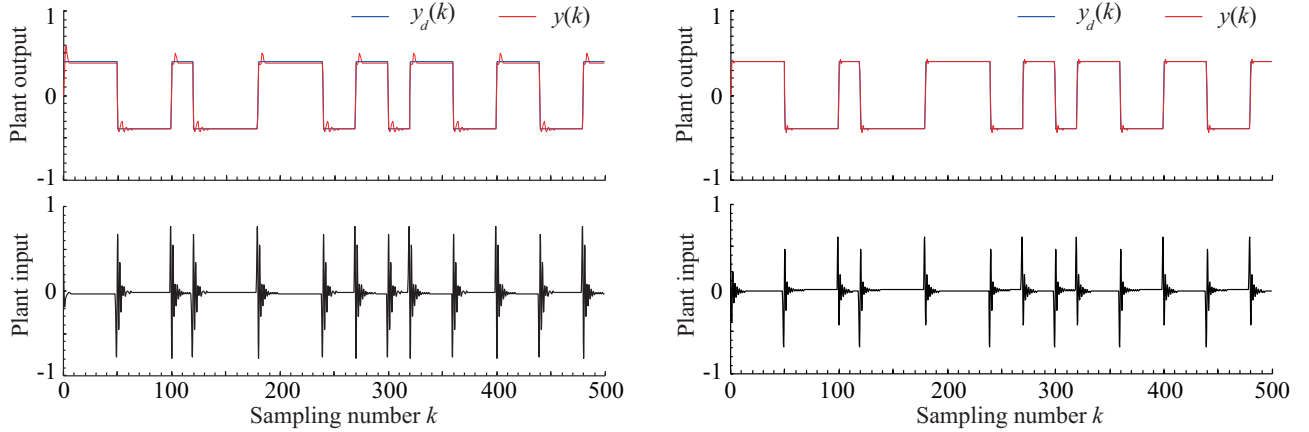 y_d(k) y(k)
Plant output
1
0
-1
Plant input
1
0
-1
0 100 200 300 400 500
Sampling number k
y_d(k) y(k)
Plant output
1
0
-1
Plant input
1
0
-1
0 100 200 300 400 500
Sampling number k